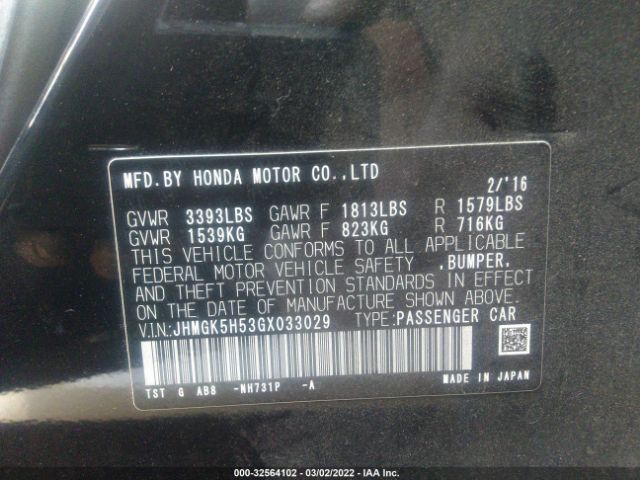 MFD.BY HONDA MOTOR CO.,LTD 2/'16
GVWR 3393LBS GAWR F 1813LBS R 1579LBS
GVWR 1539KG GAWR F 823KG R 716KG
THIS VEHICLE CONFORMS TO ALL APPLICABLE
FEDERAL MOTOR VEHICLE SAFETY ,BUMPER,
AND THEFT PREVENTION STANDARDS IN EFFECT
ON THE DATE OF MANUFACTURE SHOWN ABOVE.
V.I.N:JHMGK5H53GX033029 TYPE:PASSENGER CAR
TST G AB8 -NH731P -A
MADE IN JAPAN
000-32564102 - 03/02/2022 - IAA Inc.